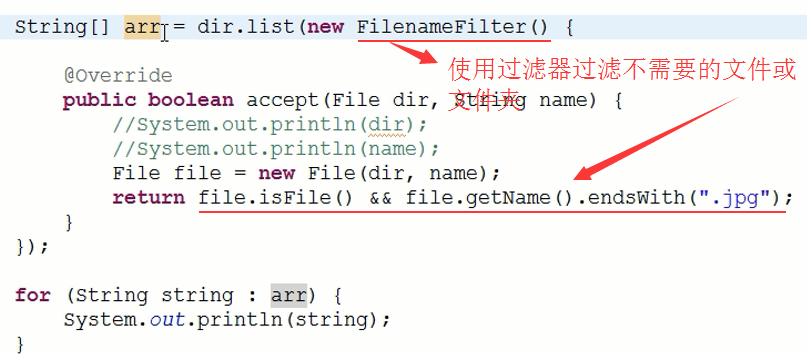 String[] arr = dir.list(new FilenameFilter() {
使用过滤器过滤不需要的文件或
文件夹
@Override
public boolean accept(File dir, String name) {
//System.out.println(dir);
//System.out.println(name);
File file = new File(dir, name);
return file.isFile() && file.getName().endsWith(".jpg");
}
});
for (String string : arr) {
System.out.println(string);
}